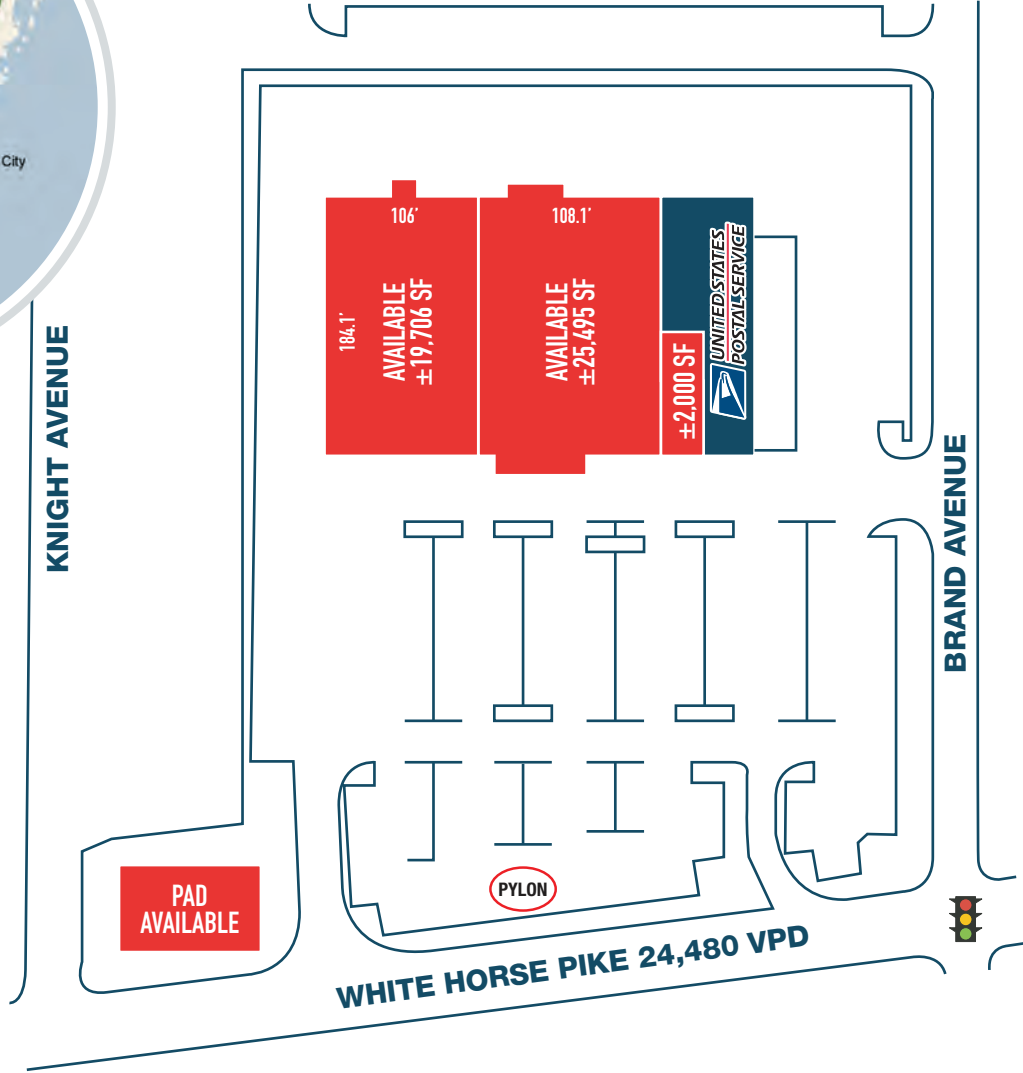 City
106'
108.1'
184.1'
AVAILABLE
±19,706 SF
AVAILABLE
±25,495 SF
±2,000 SF
UNITED STATES
POSTAL SERVICE
KNIGHT AVENUE
BRAND AVENUE
PAD
AVAILABLE
PYLON
WHITE HORSE PIKE 24,480 VPD